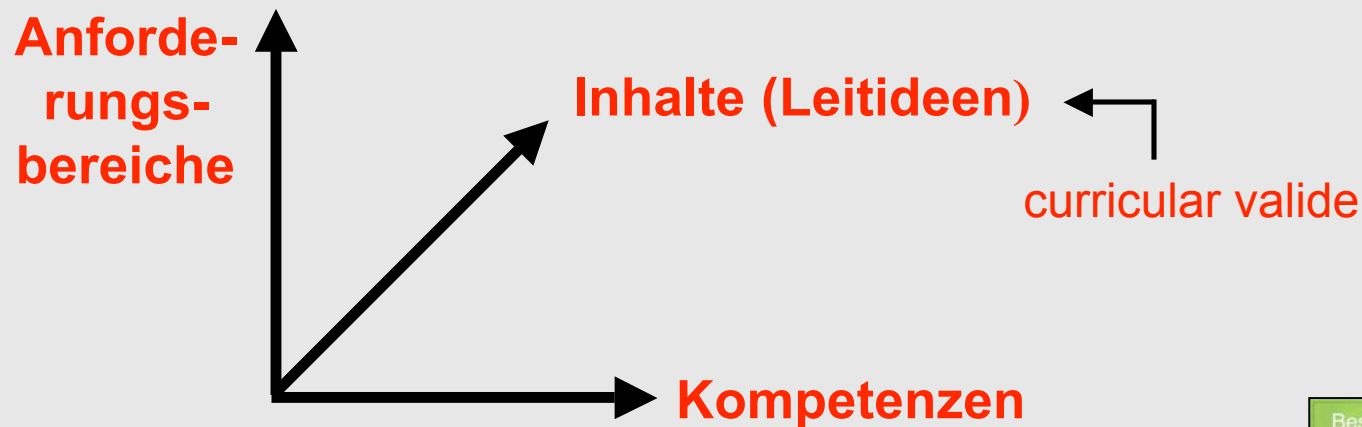 Anforde-
rungs-
bereiche
Inhalte (Leitideen)
curricular valide
Kompetenzen